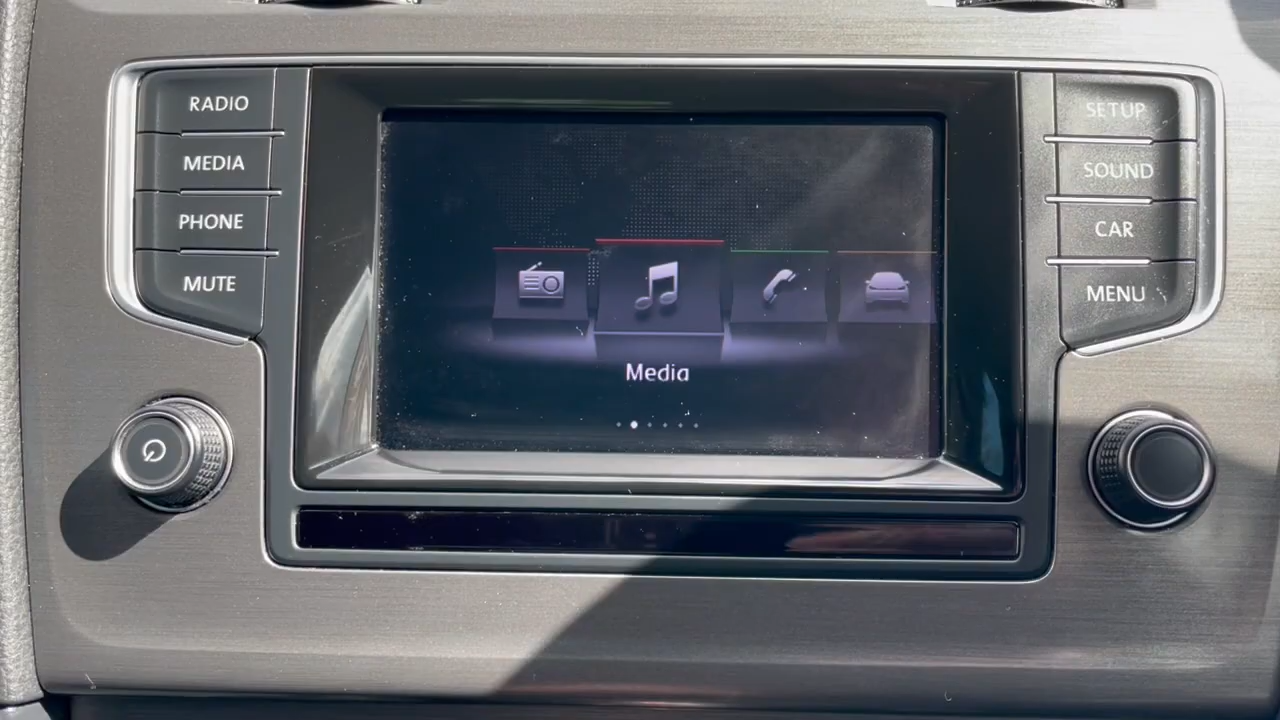 RADIO
MEDIA
PHONE
MUTE
Media
SETUP
SOUND
CAR
MENU